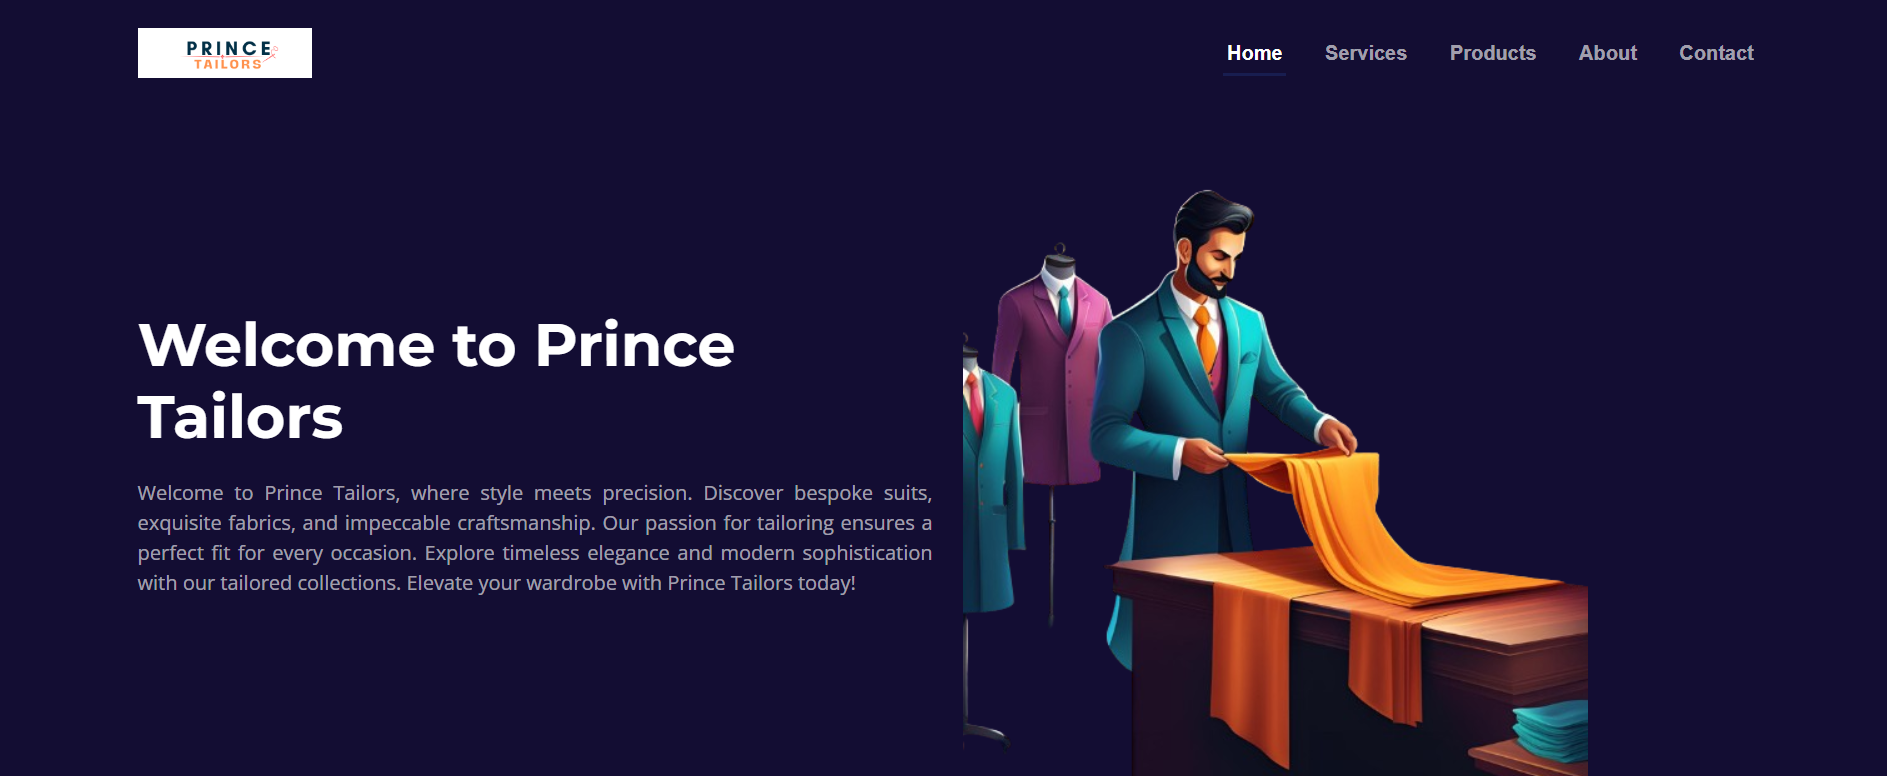 PRINCE
TAILORS
Home Services Products About Contact
Welcome to Prince
Tailors
Welcome to Prince Tailors, where style meets precision. Discover bespoke suits,
exquisite fabrics, and impeccable craftsmanship. Our passion for tailoring ensures a
perfect fit for every occasion. Explore timeless elegance and modern sophistication
with our tailored collections. Elevate your wardrobe with Prince Tailors today!